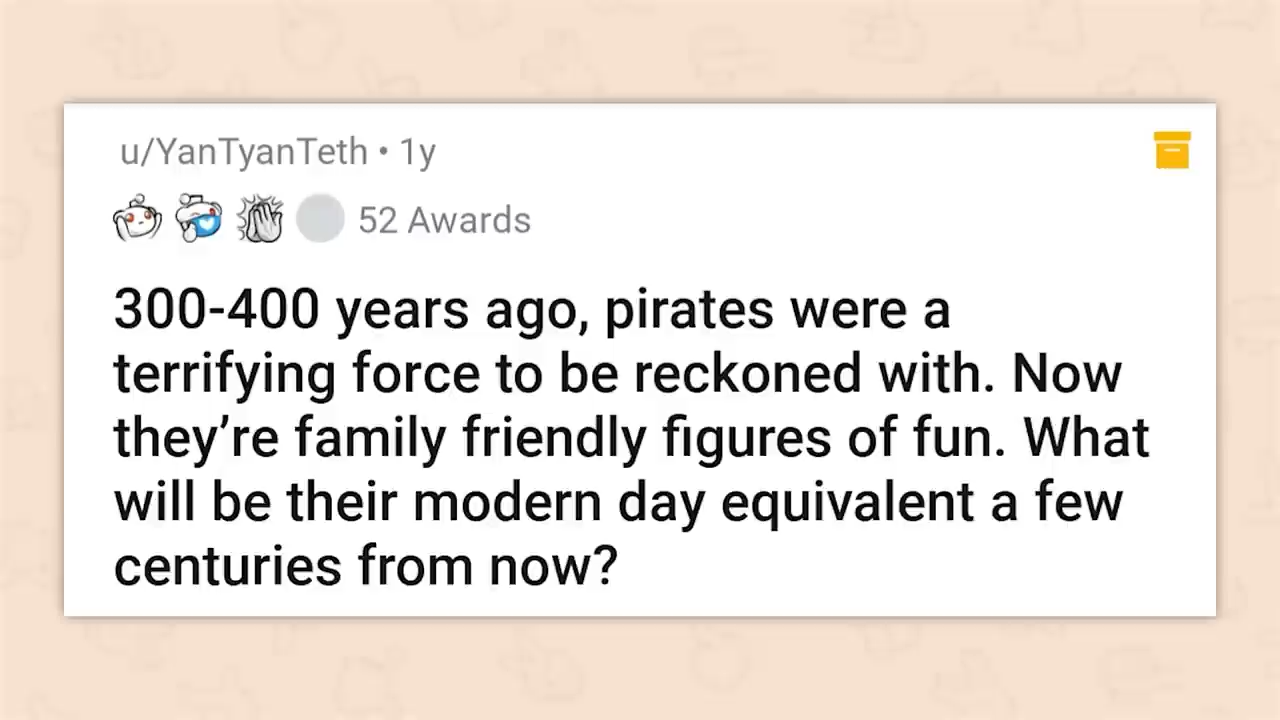 u/YanTyanTeth • 1y
52 Awards
300-400 years ago, pirates were a
terrifying force to be reckoned with. Now
they’re family friendly figures of fun. What
will be their modern day equivalent a few
centuries from now?